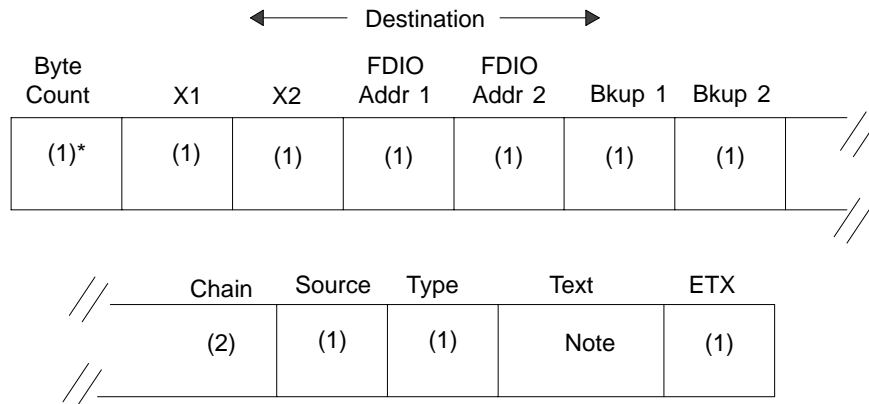 Destination
Byte Count X1 X2 FDIO Addr 1 FDIO Addr 2 Bkup 1 Bkup 2
(1)* (1) (1) (1) (1) (1) (1)
Chain Source Type Text ETX
(2) (1) (1) Note (1)